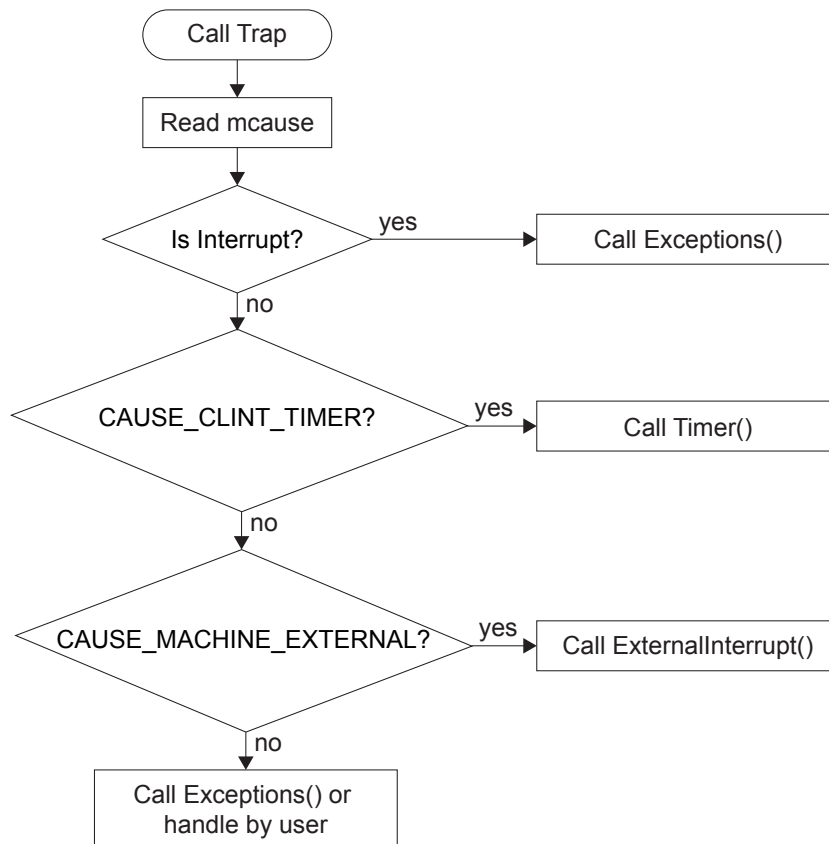 Call Trap
Read mcause
Is Interrupt?
yes
Call Exceptions()
no
CAUSE_CLINT_TIMER?
yes
Call Timer()
no
CAUSE_MACHINE_EXTERNAL?
yes
Call ExternalInterrupt()
no
Call Exceptions() or
handle by user